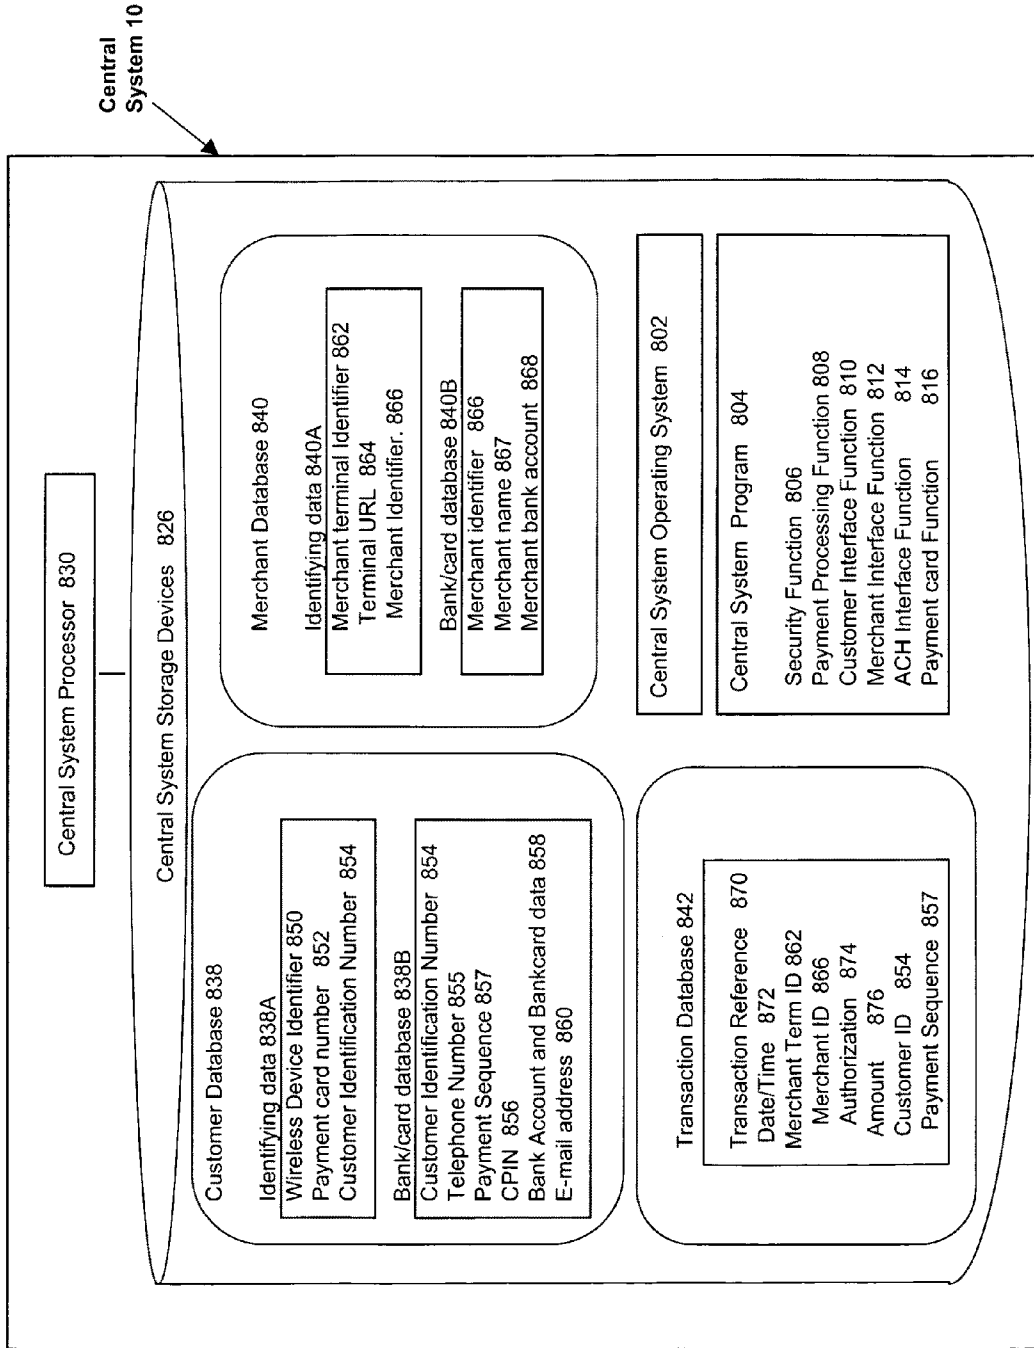 Central
System 10
Central System Processor 830
Central System Storage Devices 826
Customer Database 838
Identifying data 838A
Wireless Device Identifier 850
Payment card number 852
Customer Identification Number 854
Bank/card database 838B
Customer Identification Number 854
Telephone Number 855
Payment Sequence 857
CPIN 856
Bank Account and Bankcard data 858
E-mail address 860
Merchant Database 840
Identifying data 840A
Merchant terminal Identifier 862
Terminal URL 864
Merchant Identifier. 866
Bank/card database 840B
Merchant identifier 866
Merchant name 867
Merchant bank account 868
Transaction Database 842
Transaction Reference 870
Date/Time 872
Merchant Term ID 862
Merchant ID 866
Authorization 874
Amount 876
Customer ID 854
Payment Sequence 857
Central System Operating System 802
Central System Program 804
Security Function 806
Payment Processing Function 808
Customer Interface Function 810
Merchant Interface Function 812
ACH Interface Function 814
Payment card Function 816